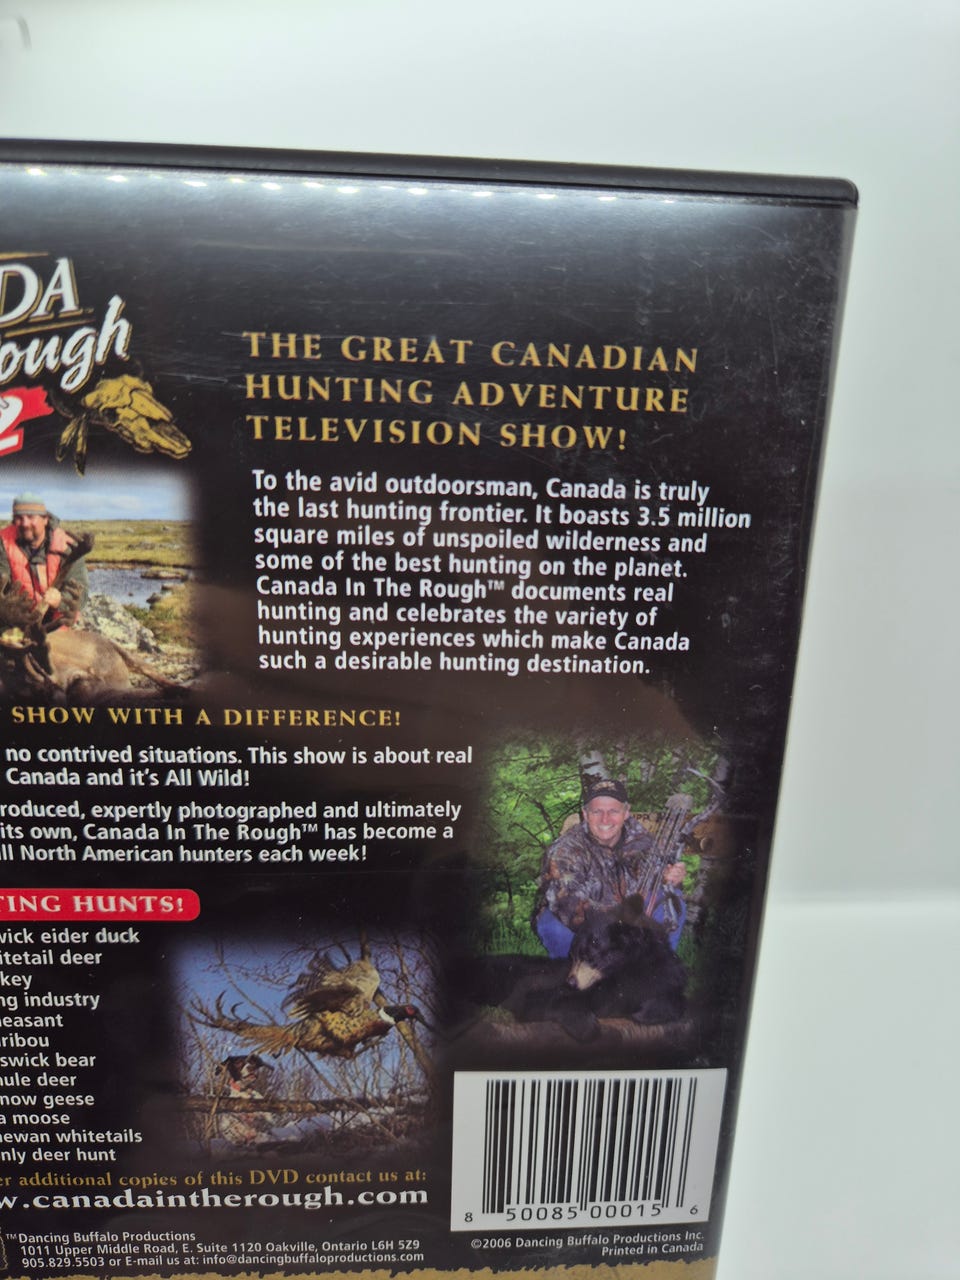 DA
ough
2
THE GREAT CANADIAN
HUNTING ADVENTURE
TELEVISION SHOW!
To the avid outdoorsman, Canada is truly
the last hunting frontier. It boasts 3.5 million
square miles of unspoiled wilderness and
some of the best hunting on the planet.
Canada In The Rough™ documents real
hunting and celebrates the variety of
hunting experiences which make Canada
such a desirable hunting destination.
SHOW WITH A DIFFERENCE!
no contrived situations. This show is about real
Canada and it's All Wild!
roduced, expertly photographed and ultimately
its own, Canada In The Rough™ has become a
ll North American hunters each week!
TING HUNTS!
wick eider duck
itetail deer
key
ng industry
easant
ribou
swick bear
ule deer
now geese
a moose
ewan whitetails
nly deer hunt
er additional copies of this DVD contact us at:
w.canadaintherough.com
™Dancing Buffalo Productions
1011 Upper Middle Road, E. Suite 1120 Oakville, Ontario L6H 5Z9
905.829.5503 or E-mail us at: info@dancingbuffaloproductions.com
8 50085 00015 6
©2006 Dancing Buffalo Productions Inc.
Printed in Canada